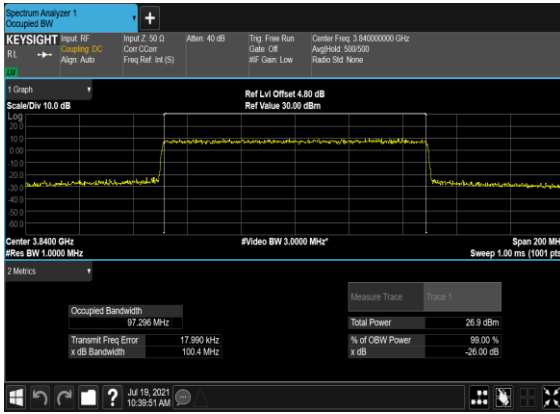 Spectrum Analyzer 1
Occupied BW
+
KEYSIGHT
RL
Input: RF
Coupling: DC
Align: Auto
Input Z: 50 Ω
Corr CCorr
Freq Ref: Int (S)
Atten: 40 dB
Trig: Free Run
Gate: Off
#IF Gain: Low
Center Freq: 3.840000000 GHz
Avg|Hold: 500/500
Radio Std: None
1 Graph
Scale/Div 10.0 dB
Ref Lvl Offset 4.80 dB
Ref Value 30.00 dBm
Log
20.0
10.0
0.00
-10.0
-20.0
-30.0
-40.0
-50.0
-60.0
Center 3.8400 GHz
#Res BW 1.0000 MHz
#Video BW 3.0000 MHz*
Span 200 MH
Sweep 1.00 ms (1001 pts
2 Metrics
Measure Trace
Trace 1
Occupied Bandwidth
97.296 MHz
Total Power
26.9 dBm
Transmit Freq Error
17.990 kHz
% of OBW Power
99.00 %
x dB Bandwidth
100.4 MHz
x dB
-26.00 dB
?
Jul 19, 2021
10:39:51 AM